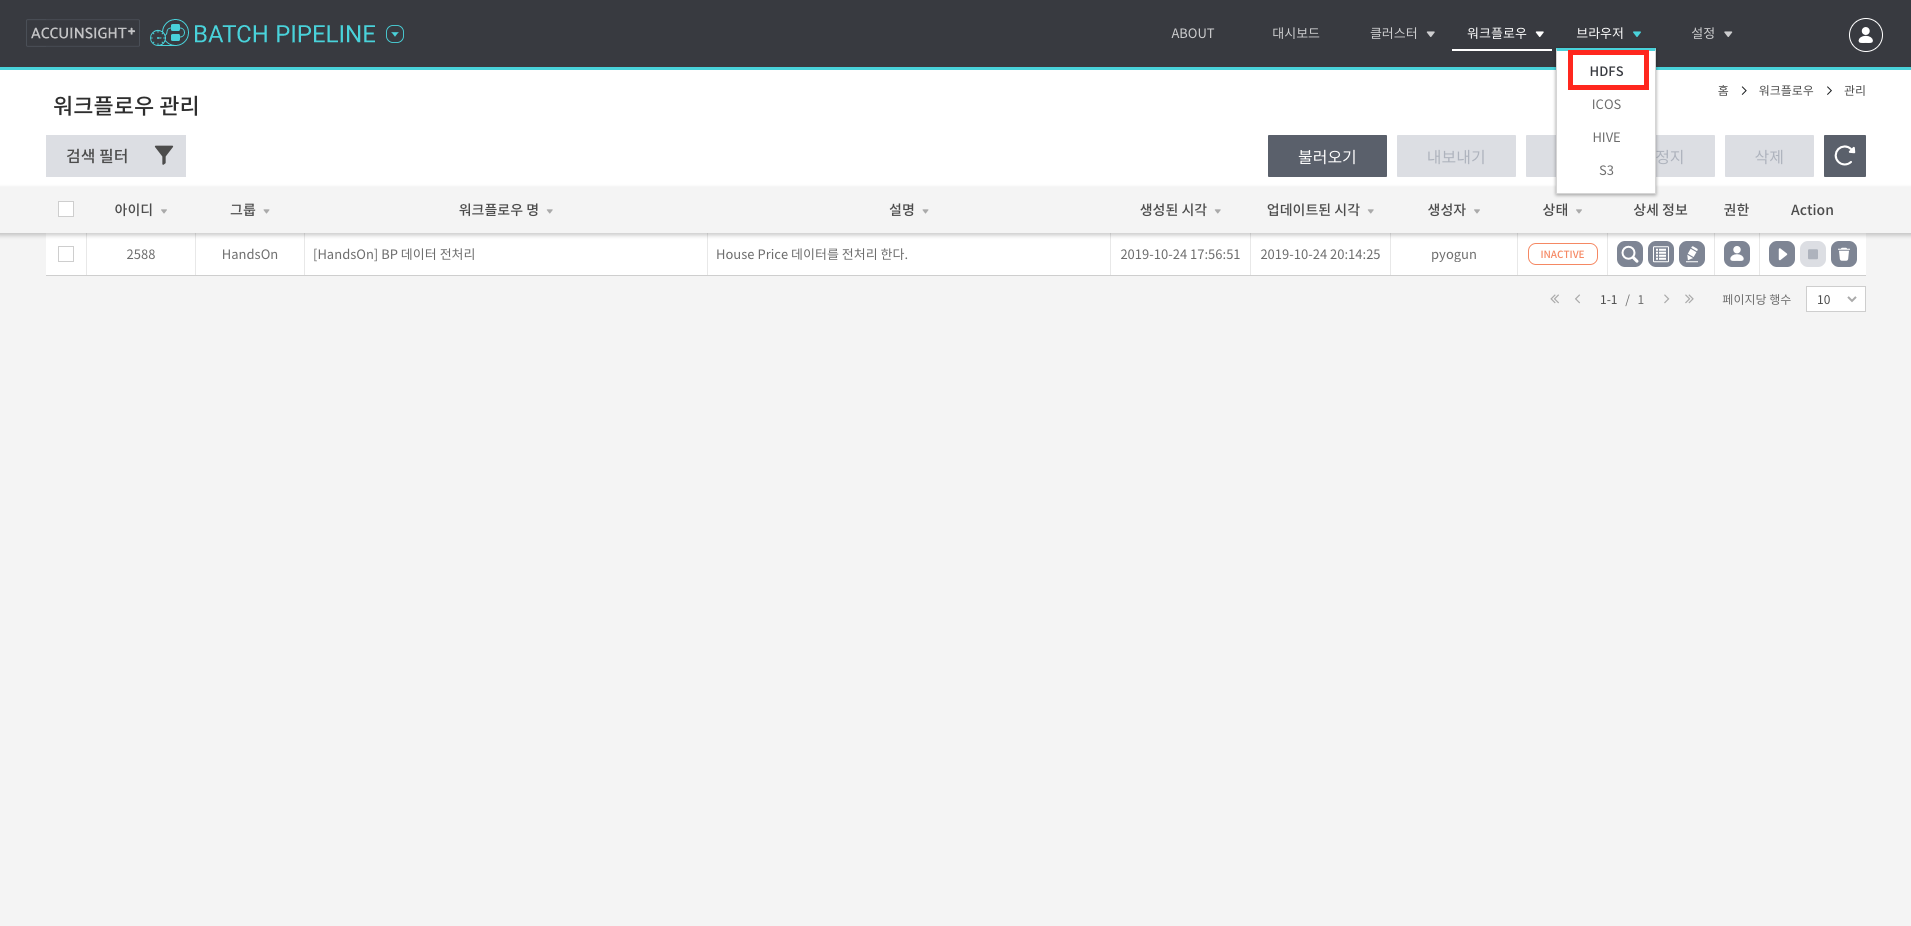 ACCUINSIGHT+ BATCH PIPELINE
ABOUT 대시보드 클러스터 워크플로우 브라우저 설정
HDFS
ICOS
HIVE
S3
홈 > 워크플로우 > 관리
워크플로우 관리
검색 필터
불러오기 내보내기 정지 삭제
아이디 그룹 워크플로우 명 설명 생성된 시각 업데이트된 시각 생성자 상태 상세 정보 권한 Action
2588 HandsOn [HandsOn] BP 데이터 전처리 House Price 데이터를 전처리 한다. 2019-10-24 17:56:51 2019-10-24 20:14:25 pyogun INACTIVE
1-1 / 1 페이지당 행수 10